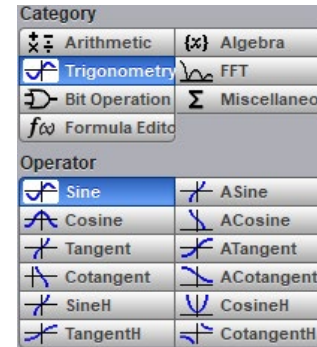 Category
Arithmetic {x} Algebra
Trigonometry FFT
Bit Operation Σ Miscellaneo
f⍵ Formula Edito
Operator
Sine ASine
Cosine ACosine
Tangent ATangent
Cotangent ACotangent
SineH CosineH
TangentH CotangentH